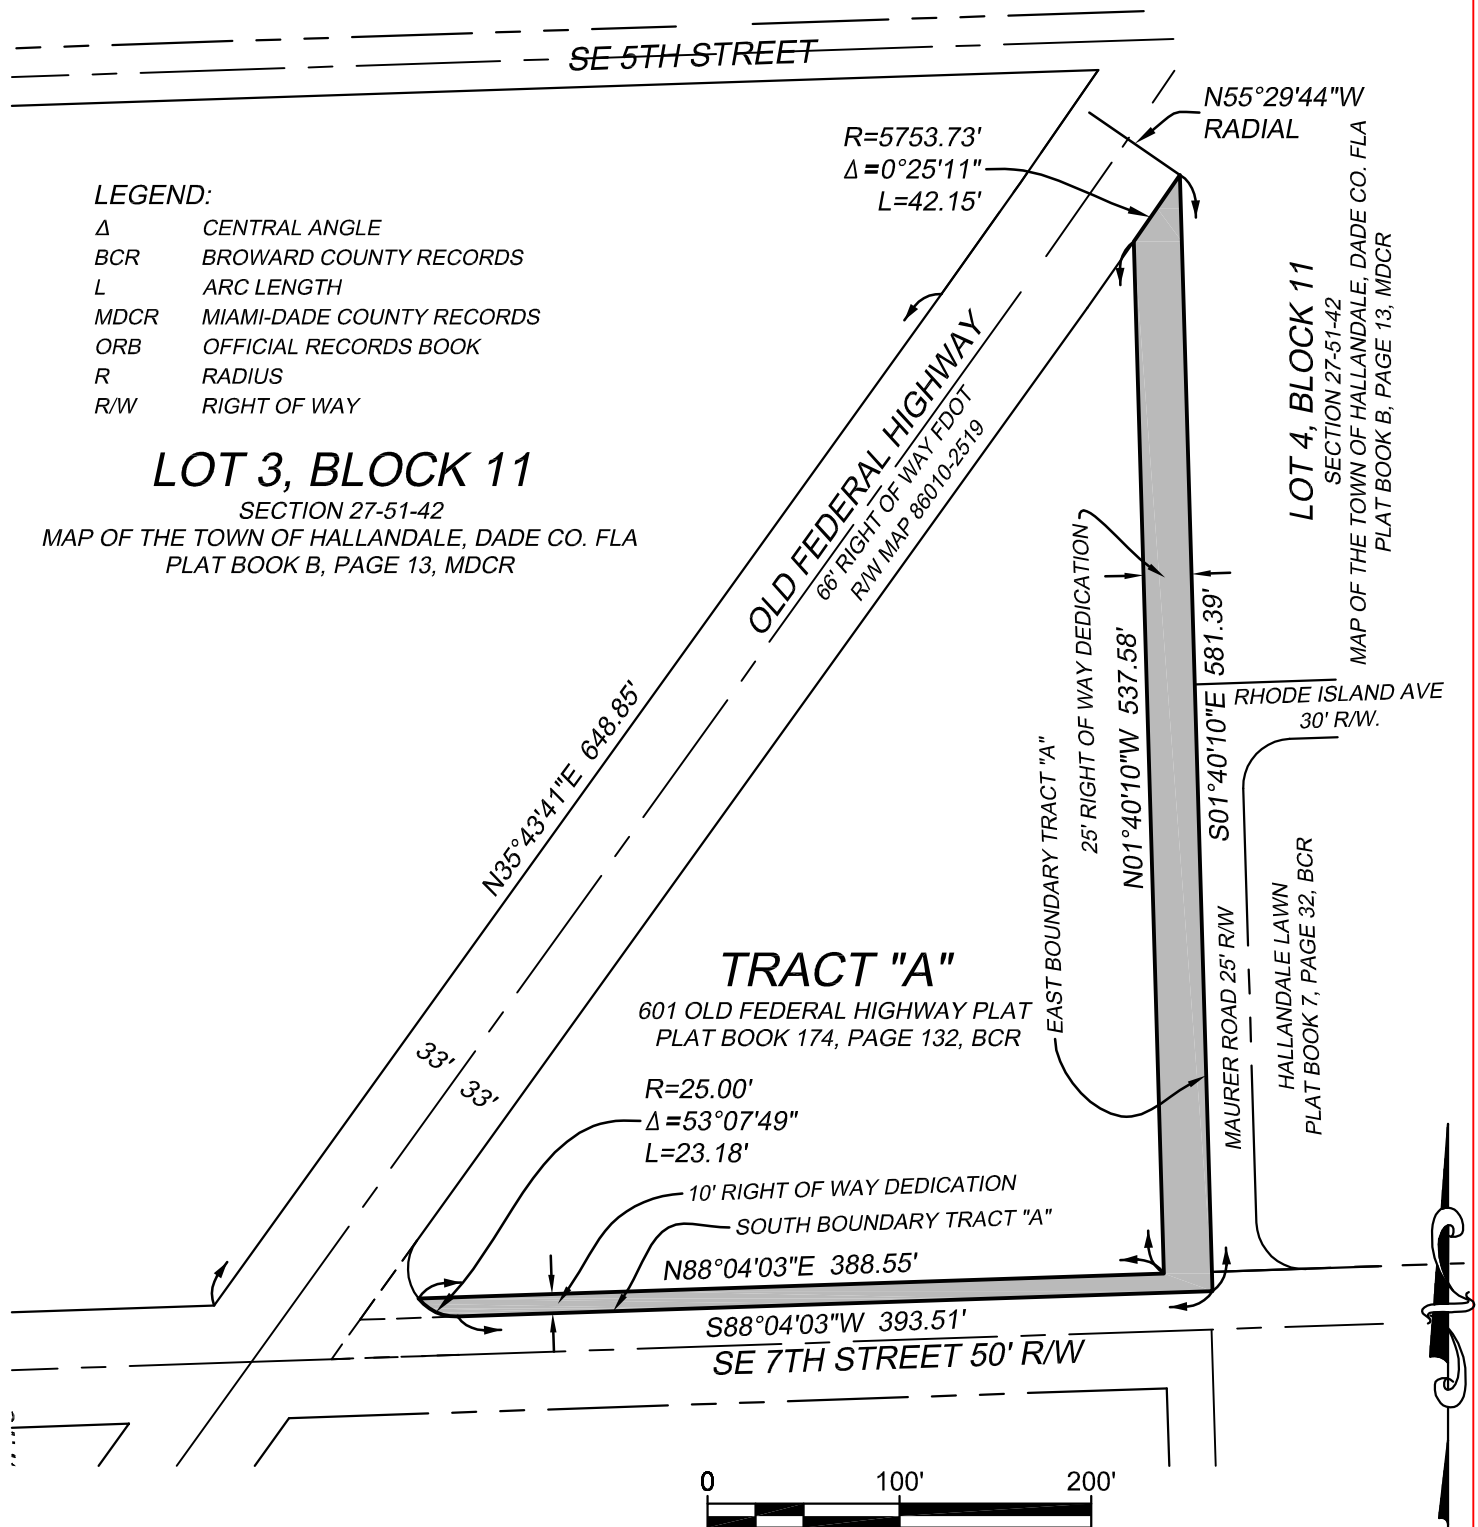 SE 5TH STREET
N55°29'44"W
RADIAL
R=5753.73'
Δ=0°25'11"
L=42.15'
LEGEND:
Δ CENTRAL ANGLE
BCR BROWARD COUNTY RECORDS
L ARC LENGTH
MDCR MIAMI-DADE COUNTY RECORDS
ORB OFFICIAL RECORDS BOOK
R RADIUS
R/W RIGHT OF WAY
LOT 3, BLOCK 11
SECTION 27-51-42
MAP OF THE TOWN OF HALLANDALE, DADE CO. FLA
PLAT BOOK B, PAGE 13, MDCR
OLD FEDERAL HIGHWAY
66' RIGHT OF WAY FDOT
R/W MAP 86010-2519
LOT 4, BLOCK 11
SECTION 27-51-42
MAP OF THE TOWN OF HALLANDALE, DADE CO. FLA
PLAT BOOK B, PAGE 13, MDCR
N35°43'41"E 648.85'
25' RIGHT OF WAY DEDICATION
N01°40'10"W 537.58'
S01°40'10"E 581.39'
RHODE ISLAND AVE
30' R/W.
EAST BOUNDARY TRACT "A"
MAURER ROAD 25' R/W
HALLANDALE LAWN
PLAT BOOK 7, PAGE 32, BCR
TRACT "A"
601 OLD FEDERAL HIGHWAY PLAT
PLAT BOOK 174, PAGE 132, BCR
33'
33'
R=25.00'
Δ=53°07'49"
L=23.18'
10' RIGHT OF WAY DEDICATION
SOUTH BOUNDARY TRACT "A"
N88°04'03"E 388.55'
S88°04'03"W 393.51'
SE 7TH STREET 50' R/W
0 100' 200'